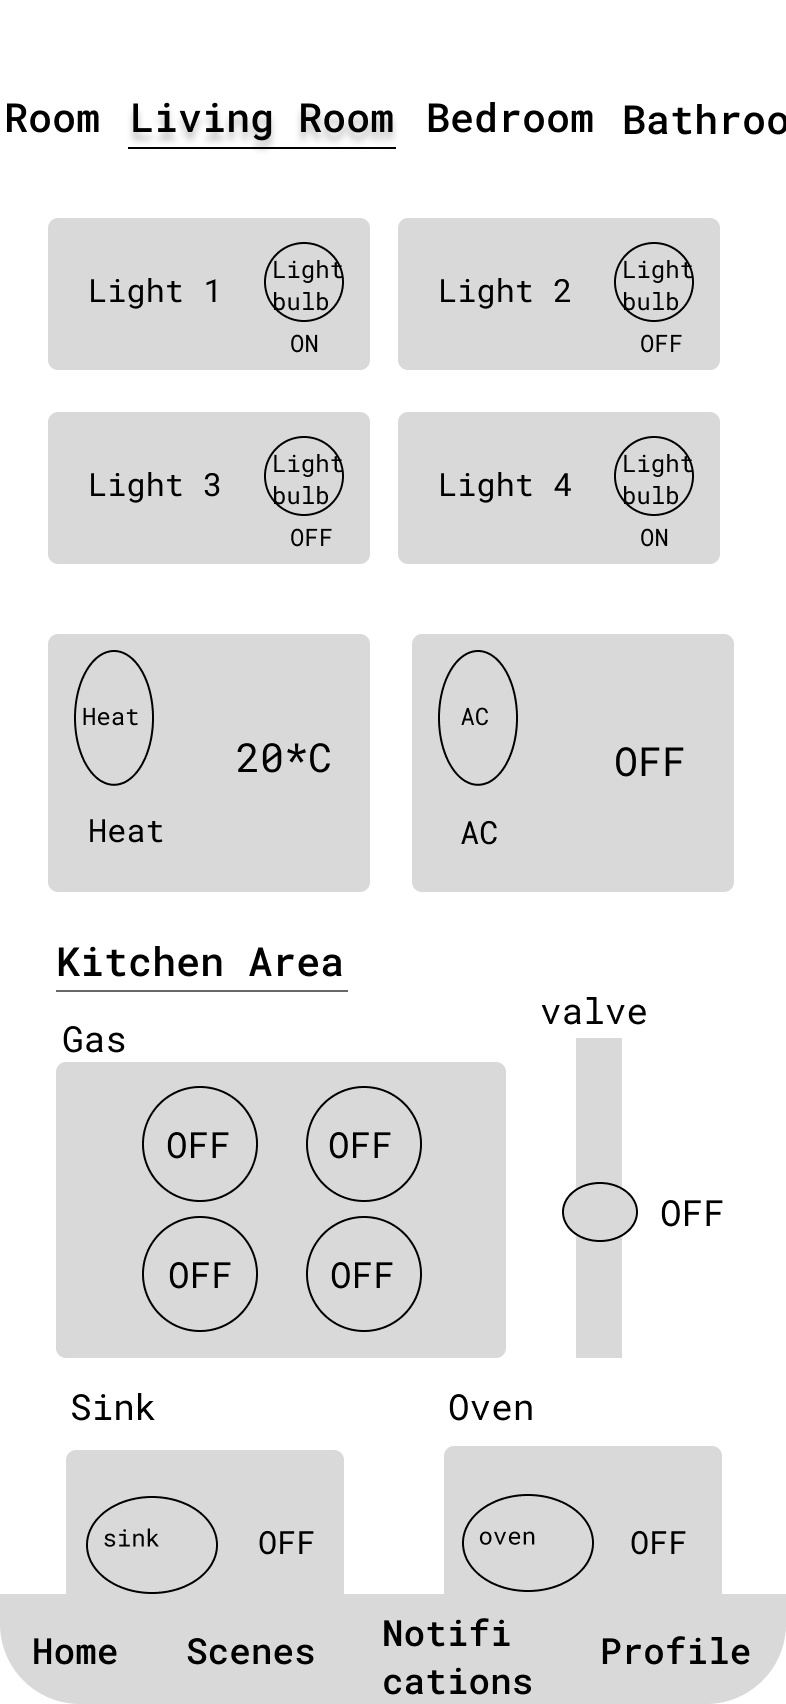 Room Living Room Bedroom Bathroo
Light 1
Light
bulb
ON
Light 2
Light
bulb
OFF
Light 3
Light
bulb
OFF
Light 4
Light
bulb
ON
Heat
20*C
Heat
AC
OFF
AC
Kitchen Area
valve
Gas
OFF OFF
OFF OFF
OFF
Sink
Oven
sink OFF
oven OFF
Home
Scenes
Notifi
cations
Profile